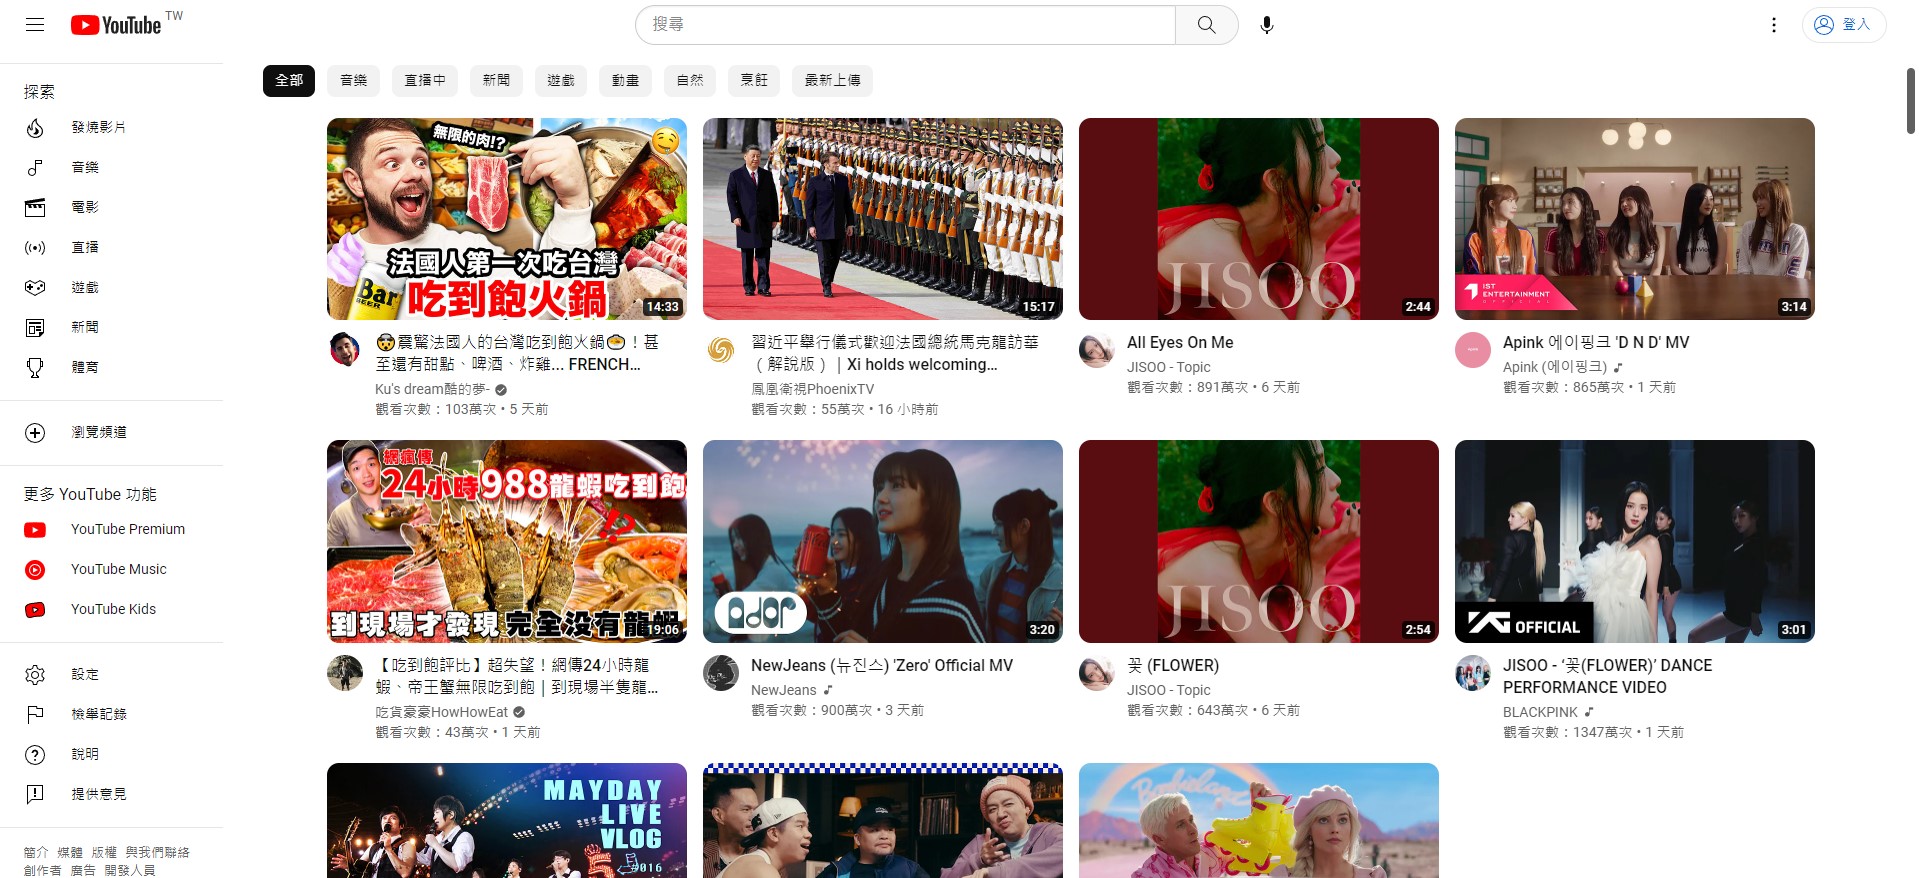 YouTube TW
搜尋
登入
全部 音樂 直播中 新聞 遊戲 動畫 自然 烹飪 最新上傳
探索
發燒影片
音樂
電影
直播
遊戲
新聞
體育
瀏覽頻道
更多 YouTube 功能
YouTube Premium
YouTube Music
YouTube Kids
設定
檢舉記錄
說明
提供意見
簡介 媒體 版權 與我們聯絡
創作者 廣告 開發人員
無限的肉!?
法國人第一次吃台灣
吃到飽火鍋
Bar
BEER
14:33
🤯震驚法國人的台灣吃到飽火鍋🍲！甚
至還有甜點、啤酒、炸雞... FRENCH...
Ku's dream酷的夢-
觀看次數：103萬次 • 5 天前
15:17
習近平舉行儀式歡迎法國總統馬克龍訪華
（解說版）｜Xi holds welcoming...
鳳凰衛視PhoenixTV
觀看次數：55萬次 • 16 小時前
JISOO
2:44
All Eyes On Me
JISOO - Topic
觀看次數：891萬次 • 6 天前
IST
ENTERTAINMENT
OFFICIAL
3:14
Apink 에이핑크 'D N D' MV
Apink (에이핑크)
觀看次數：865萬次 • 1 天前
網瘋傳
24小時988龍蝦吃到飽
!?
到現場才發現 完全没有龍蝦
19:06
【吃到飽評比】超失望！網傳24小時龍
蝦、帝王蟹無限吃到飽｜到現場半隻龍...
吃貨豪豪HowHowEat
觀看次數：43萬次 • 1 天前
ador
3:20
NewJeans (뉴진스) 'Zero' Official MV
NewJeans
觀看次數：900萬次 • 3 天前
JISOO
2:54
꽃 (FLOWER)
JISOO - Topic
觀看次數：643萬次 • 6 天前
YG OFFICIAL
3:01
JISOO - ‘꽃(FLOWER)’ DANCE
PERFORMANCE VIDEO
BLACKPINK
觀看次數：1347萬次 • 1 天前
MAYDAY
LIVE
VLOG
#016